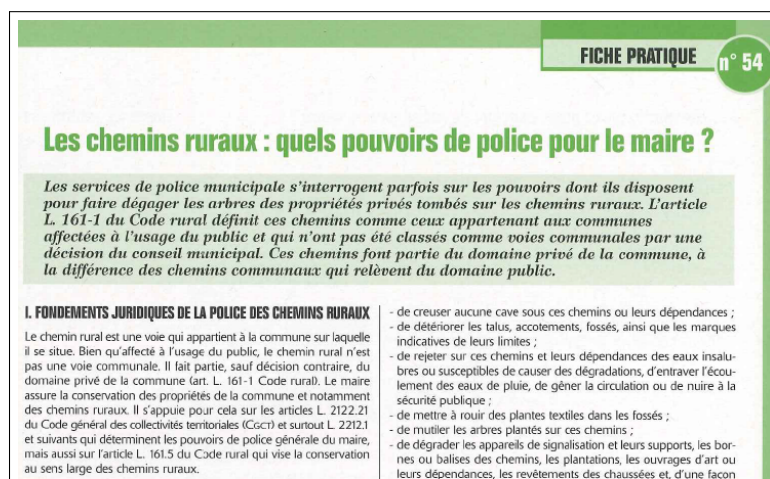 FICHE PRATIQUE
n° 54
Les chemins ruraux : quels pouvoirs de police pour le maire ?
Les services de police municipale s'interrogent parfois sur les pouvoirs dont ils disposent
pour faire dégager les arbres des propriétés privés tombés sur les chemins ruraux. L'article
L. 161-1 du Code rural définit ces chemins comme ceux appartenant aux communes
affectées à l'usage du public et qui n'ont pas été classés comme voies communales par une
décision du conseil municipal. Ces chemins font partie du domaine privé de la commune, à
la différence des chemins communaux qui relèvent du domaine public.
I. FONDEMENTS JURIDIQUES DE LA POLICE DES CHEMINS RURAUX
Le chemin rural est une voie qui appartient à la commune sur laquelle
il se situe. Bien qu'affecté à l'usage du public, le chemin rural n'est
pas une voie communale. Il fait partie, sauf décision contraire, du
domaine privé de la commune (art. L. 161-1 Code rural). Le maire
assure la conservation des propriétés de la commune et notamment
des chemins ruraux. Il s'appuie pour cela sur les articles L. 2122.21
du Code général des collectivités territoriales (CGCT) et surtout L. 2212.1
et suivants qui déterminent les pouvoirs de police générale du maire,
mais aussi sur l'article L. 161.5 du Code rural qui vise la conservation
au sens large des chemins ruraux.
- de creuser aucune cave sous ces chemins ou leurs dépendances ;
- de détériorer les talus, accotements, fossés, ainsi que les marques
indicatives de leurs limites ;
- de rejeter sur ces chemins et leurs dépendances des eaux insalu-
bres ou susceptibles de causer des dégradations, d'entraver l'écou-
lement des eaux de pluie, de gêner la circulation ou de nuire à la
sécurité publique ;
- de mettre à rouir des plantes textiles dans les fossés ;
- de mutiler les arbres plantés sur ces chemins ;
- de dégrader les appareils de signalisation et leurs supports, les bor-
nes ou balises des chemins, les plantations, les ouvrages d'art ou
leurs dépendances, les revêtements des chaussées et, d'une façon